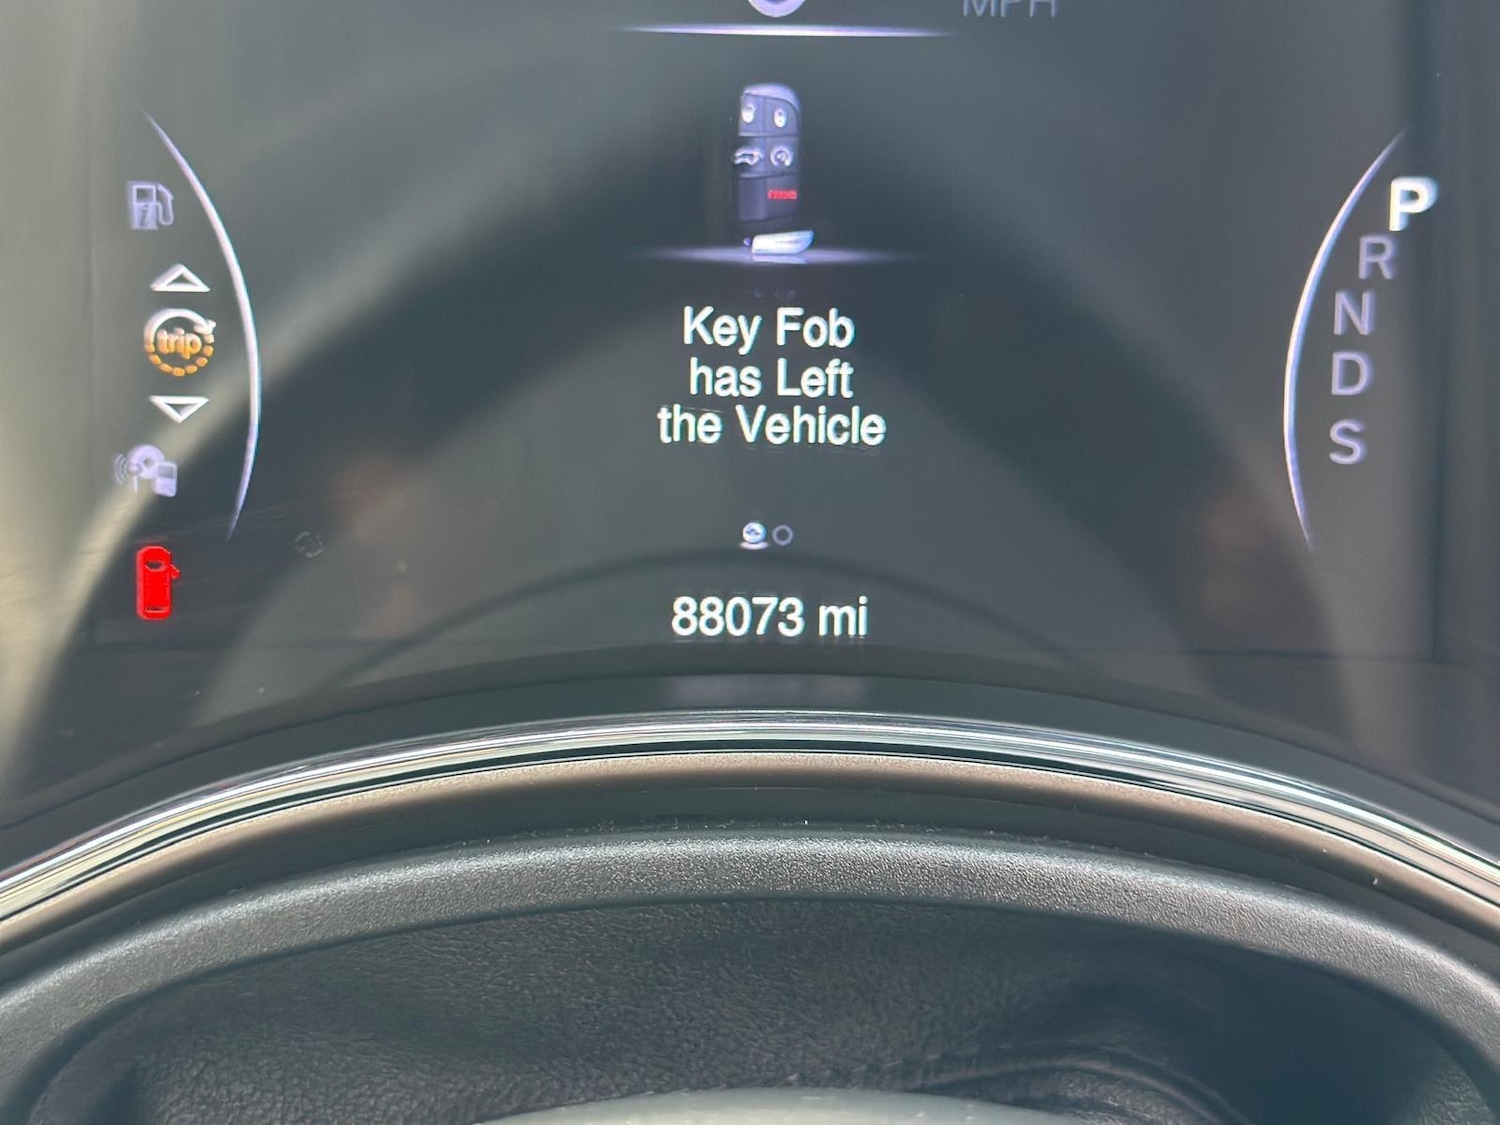 MPH
Key Fob
has Left
the Vehicle
trip
P
R
N
D
S
88073 mi